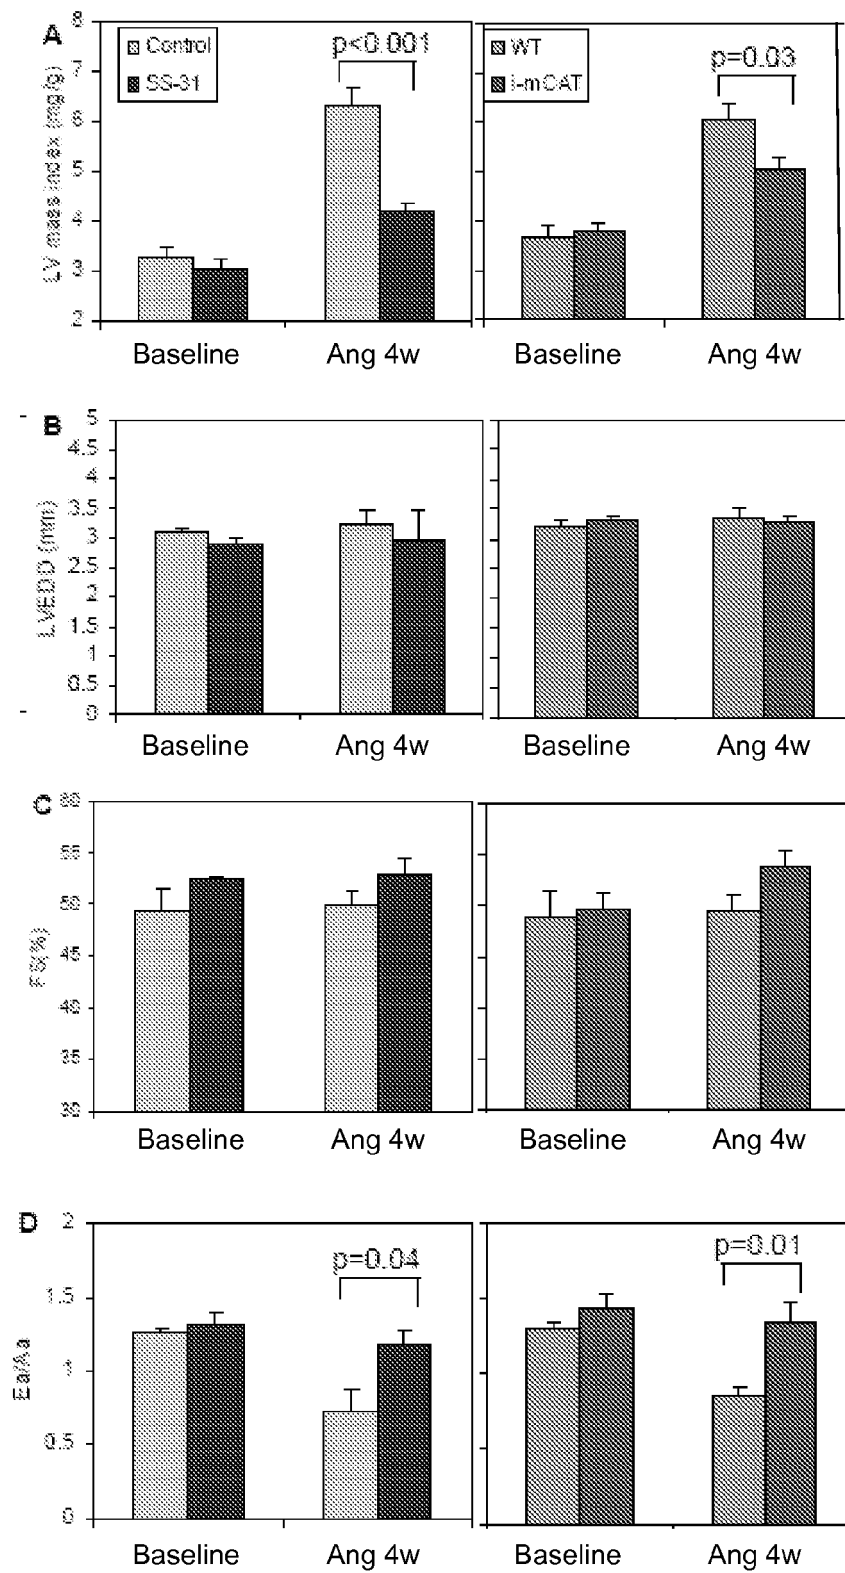 A
LV mass index (mg/g)
8
7
6
5
4
3
2
Control
SS-31
p<0.001
WT
i-mCAT
p=0.03
Baseline Ang 4w Baseline Ang 4w
B
LVEDD (mm)
5
4.5
4
3.5
3
2.5
2
1.5
1
0.5
0
Baseline Ang 4w Baseline Ang 4w
C
FS(%)
60
55
50
45
40
35
30
Baseline Ang 4w Baseline Ang 4w
D
Ea/Aa
2
1.5
1
0.5
0
p=0.04
p=0.01
Baseline Ang 4w Baseline Ang 4w